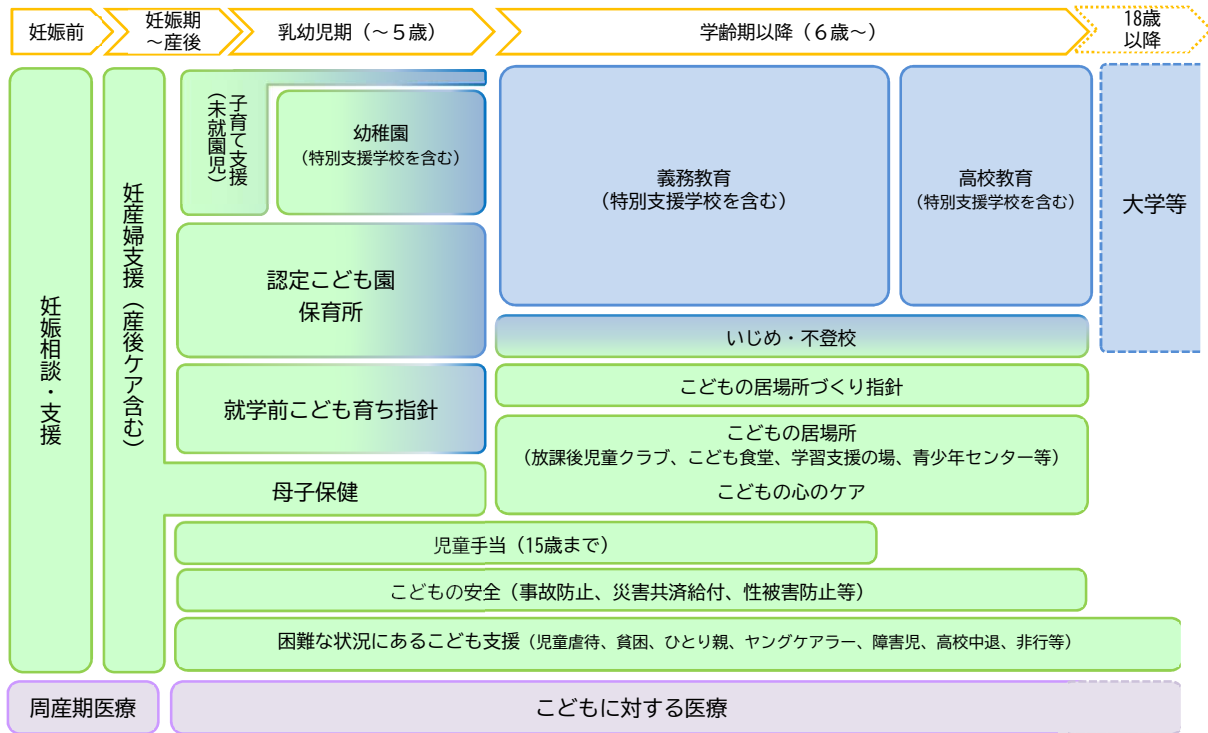 妊娠前
妊娠期
～産後
乳幼児期（～５歳）
学齢期以降（６歳～）
18歳
以降
妊娠相談・支援
妊産婦支援（産後ケア含む）
子育て支援
（未就園児）
幼稚園
（特別支援学校を含む）
認定こども園
保育所
就学前こども育ち指針
母子保健
義務教育
（特別支援学校を含む）
高校教育
（特別支援学校を含む）
大学等
いじめ・不登校
こどもの居場所づくり指針
こどもの居場所
（放課後児童クラブ、こども食堂、学習支援の場、青少年センター等）
こどもの心のケア
児童手当（15歳まで）
こどもの安全（事故防止、災害共済給付、性被害防止等）
困難な状況にあるこども支援（児童虐待、貧困、ひとり親、ヤングケアラー、障害児、高校中退、非行等）
周産期医療
こどもに対する医療